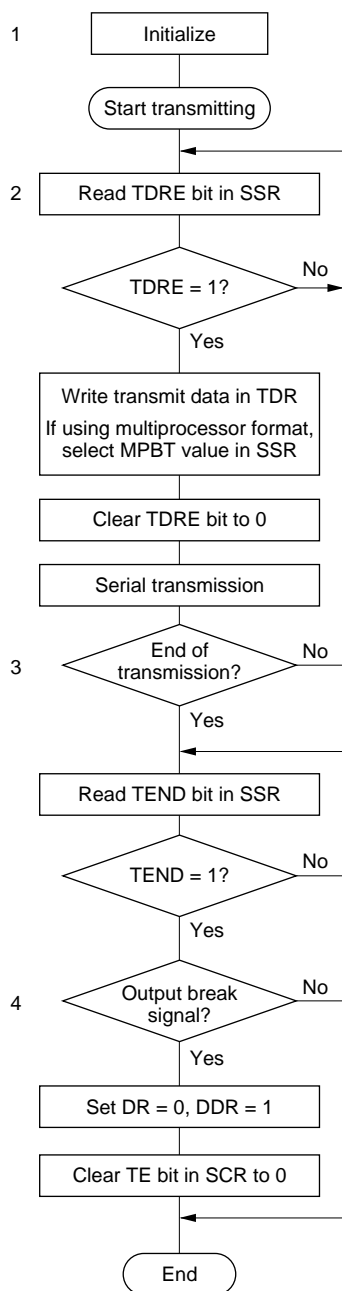 1
Initialize
Start transmitting
2
Read TDRE bit in SSR
TDRE = 1?
No
Yes
Write transmit data in TDR
If using multiprocessor format,
select MPBT value in SSR
Clear TDRE bit to 0
Serial transmission
3
End of
transmission?
No
Yes
Read TEND bit in SSR
TEND = 1?
No
Yes
4
Output break
signal?
No
Yes
Set DR = 0, DDR = 1
Clear TE bit in SCR to 0
End